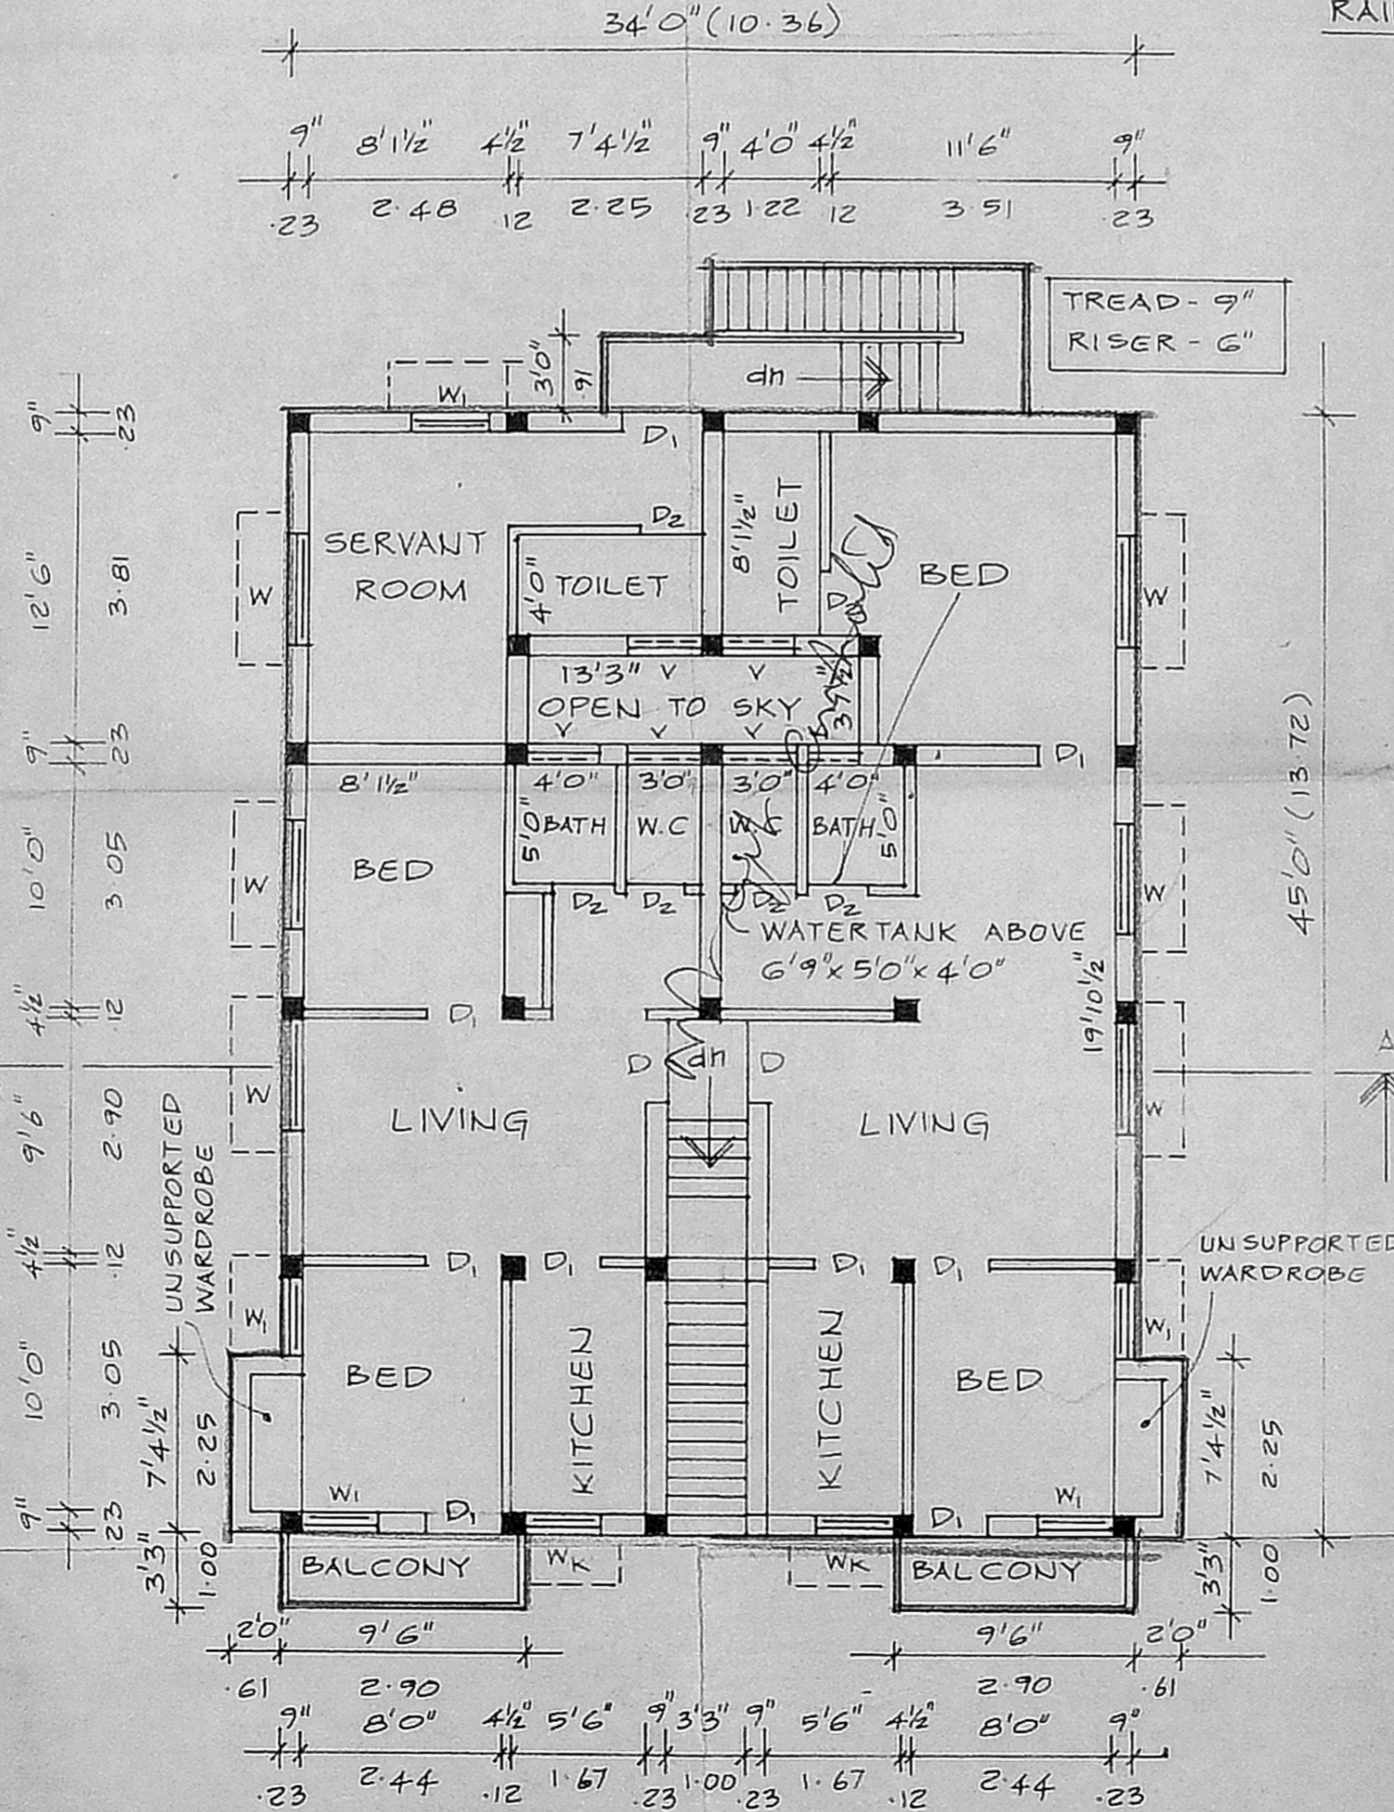 RAI
34'0" (10.36)
9" 8'1½" 4½" 7'4½" 9" 4'0" 4½" 11'6" 9"
.23 2.48 .12 2.25 .23 1.22 .12 3.51 .23
TREAD - 9"
RISER - 6"
3'0"
.91
dn
W₁
D₁
9"
.23
SERVANT
ROOM
D₂
TOILET
4'0"
8'1½"
TOILET
D₂
BED
W
W
12'6"
3.81
13'3" V V
OPEN TO SKY
V V V
3'9½"
9"
.23
D₁
45'0" (13.72)
8'1½" 4'0" 3'0" 3'0" 4'0"
5'0" BATH W.C W.C BATH 5'0"
BED
W
W
10'0"
3.05
D₂ D₂ D₂ D₂
WATER TANK ABOVE
6'9" x 5'0" x 4'0"
4½"
.12
D₁
19'10½"
D dn D
A
W
LIVING
LIVING
W
9'6"
2.90
UNSUPPORTED
WARDROBE
4½"
.12
D₁ D₁ D₁ D₁
UNSUPPORTED
WARDROBE
W₁
W₁
10'0"
3.05
BED
KITCHEN
KITCHEN
BED
7'4½"
2.25
7'4½"
2.25
9"
.23
W₁ D₁ D₁ W₁
BALCONY
WK
WK
BALCONY
3'3"
1.00
3'3"
1.00
2'0" 9'6" 9'6" 2'0"
.61 2.90 2.90 .61
9" 8'0" 4½" 5'6" 9" 3'3" 9" 5'6" 4½" 8'0" 9"
.23 2.44 .12 1.67 .23 1.00 .23 1.67 .12 2.44 .23